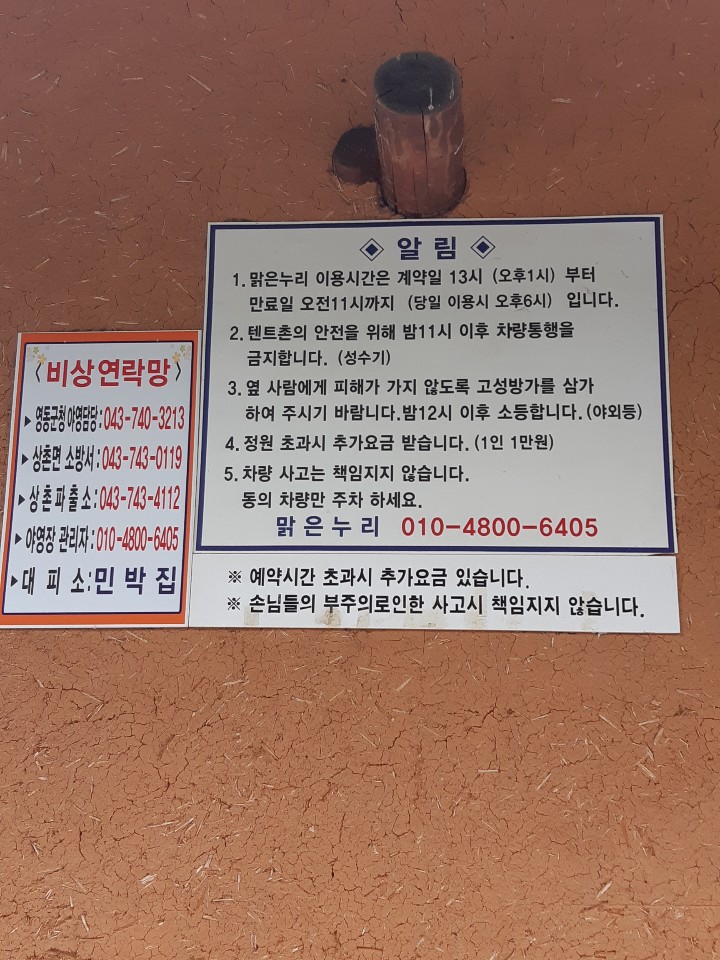 〈비상연락망〉
▶영동군청 야영담당:043-740-3213
▶상촌면 소방서:043-743-0119
▶상촌파출소:043-743-4112
▶야영장 관리자:010-4800-6405
▶대 피 소:민박집
◈ 알 림 ◈
1. 맑은누리 이용시간은 계약일 13시 (오후1시) 부터
만료일 오전11시까지 (당일 이용시 오후6시) 입니다.
2. 텐트촌의 안전을 위해 밤11시 이후 차량통행을
금지합니다. (성수기)
3. 옆 사람에게 피해가 가지 않도록 고성방가를 삼가
하여 주시기 바랍니다.밤12시 이후 소등합니다.(야외등)
4. 정원 초과시 추가요금 받습니다.(1인 1만원)
5. 차량 사고는 책임지지 않습니다.
동의 차량만 주차 하세요.
맑은누리 010-4800-6405
※ 예약시간 초과시 추가요금 있습니다.
※ 손님들의 부주의로인한 사고시 책임지지 않습니다.